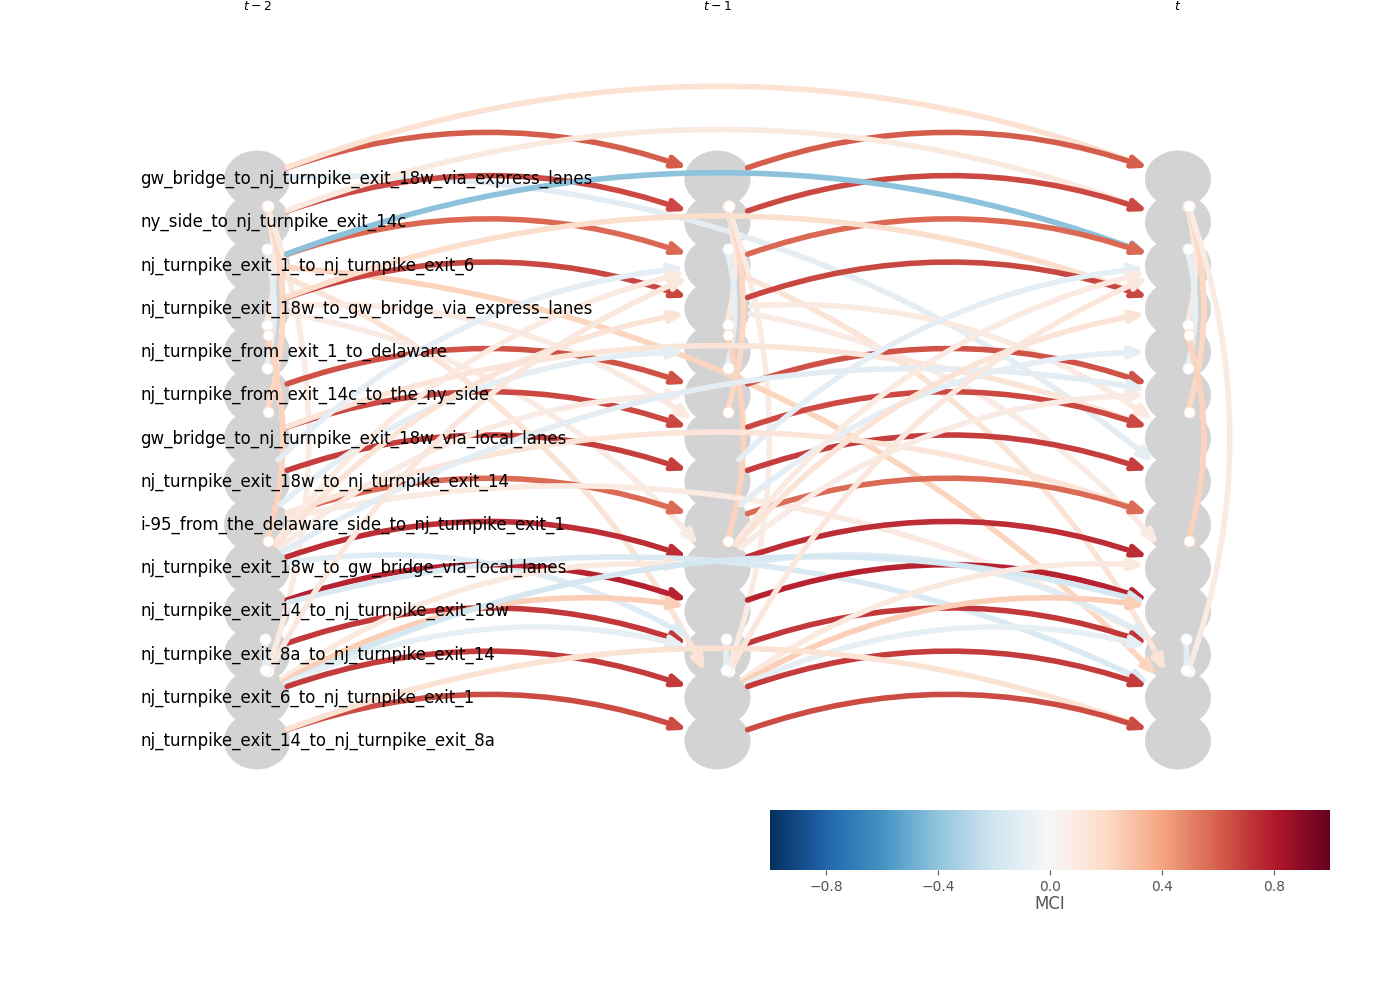 t − 2 t − 1 t
gw_bridge_to_nj_turnpike_exit_18w_via_express_lanes
ny_side_to_nj_turnpike_exit_14c
nj_turnpike_exit_1_to_nj_turnpike_exit_6
nj_turnpike_exit_18w_to_gw_bridge_via_express_lanes
nj_turnpike_from_exit_1_to_delaware
nj_turnpike_from_exit_14c_to_the_ny_side
gw_bridge_to_nj_turnpike_exit_18w_via_local_lanes
nj_turnpike_exit_18w_to_nj_turnpike_exit_14
i-95_from_the_delaware_side_to_nj_turnpike_exit_1
nj_turnpike_exit_18w_to_gw_bridge_via_local_lanes
nj_turnpike_exit_14_to_nj_turnpike_exit_18w
nj_turnpike_exit_8a_to_nj_turnpike_exit_14
nj_turnpike_exit_6_to_nj_turnpike_exit_1
nj_turnpike_exit_14_to_nj_turnpike_exit_8a
−0.8 −0.4 0.0 0.4 0.8
MCI